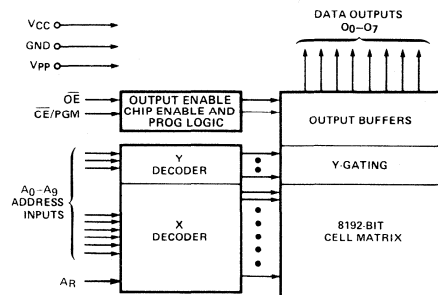 VCC
GND
VPP
OE
CE/PGM
OUTPUT ENABLE
CHIP ENABLE AND
PROG LOGIC
DATA OUTPUTS
O0–O7
OUTPUT BUFFERS
Y
DECODER
Y-GATING
A0–A9
ADDRESS
INPUTS
X
DECODER
8192-BIT
CELL MATRIX
AR